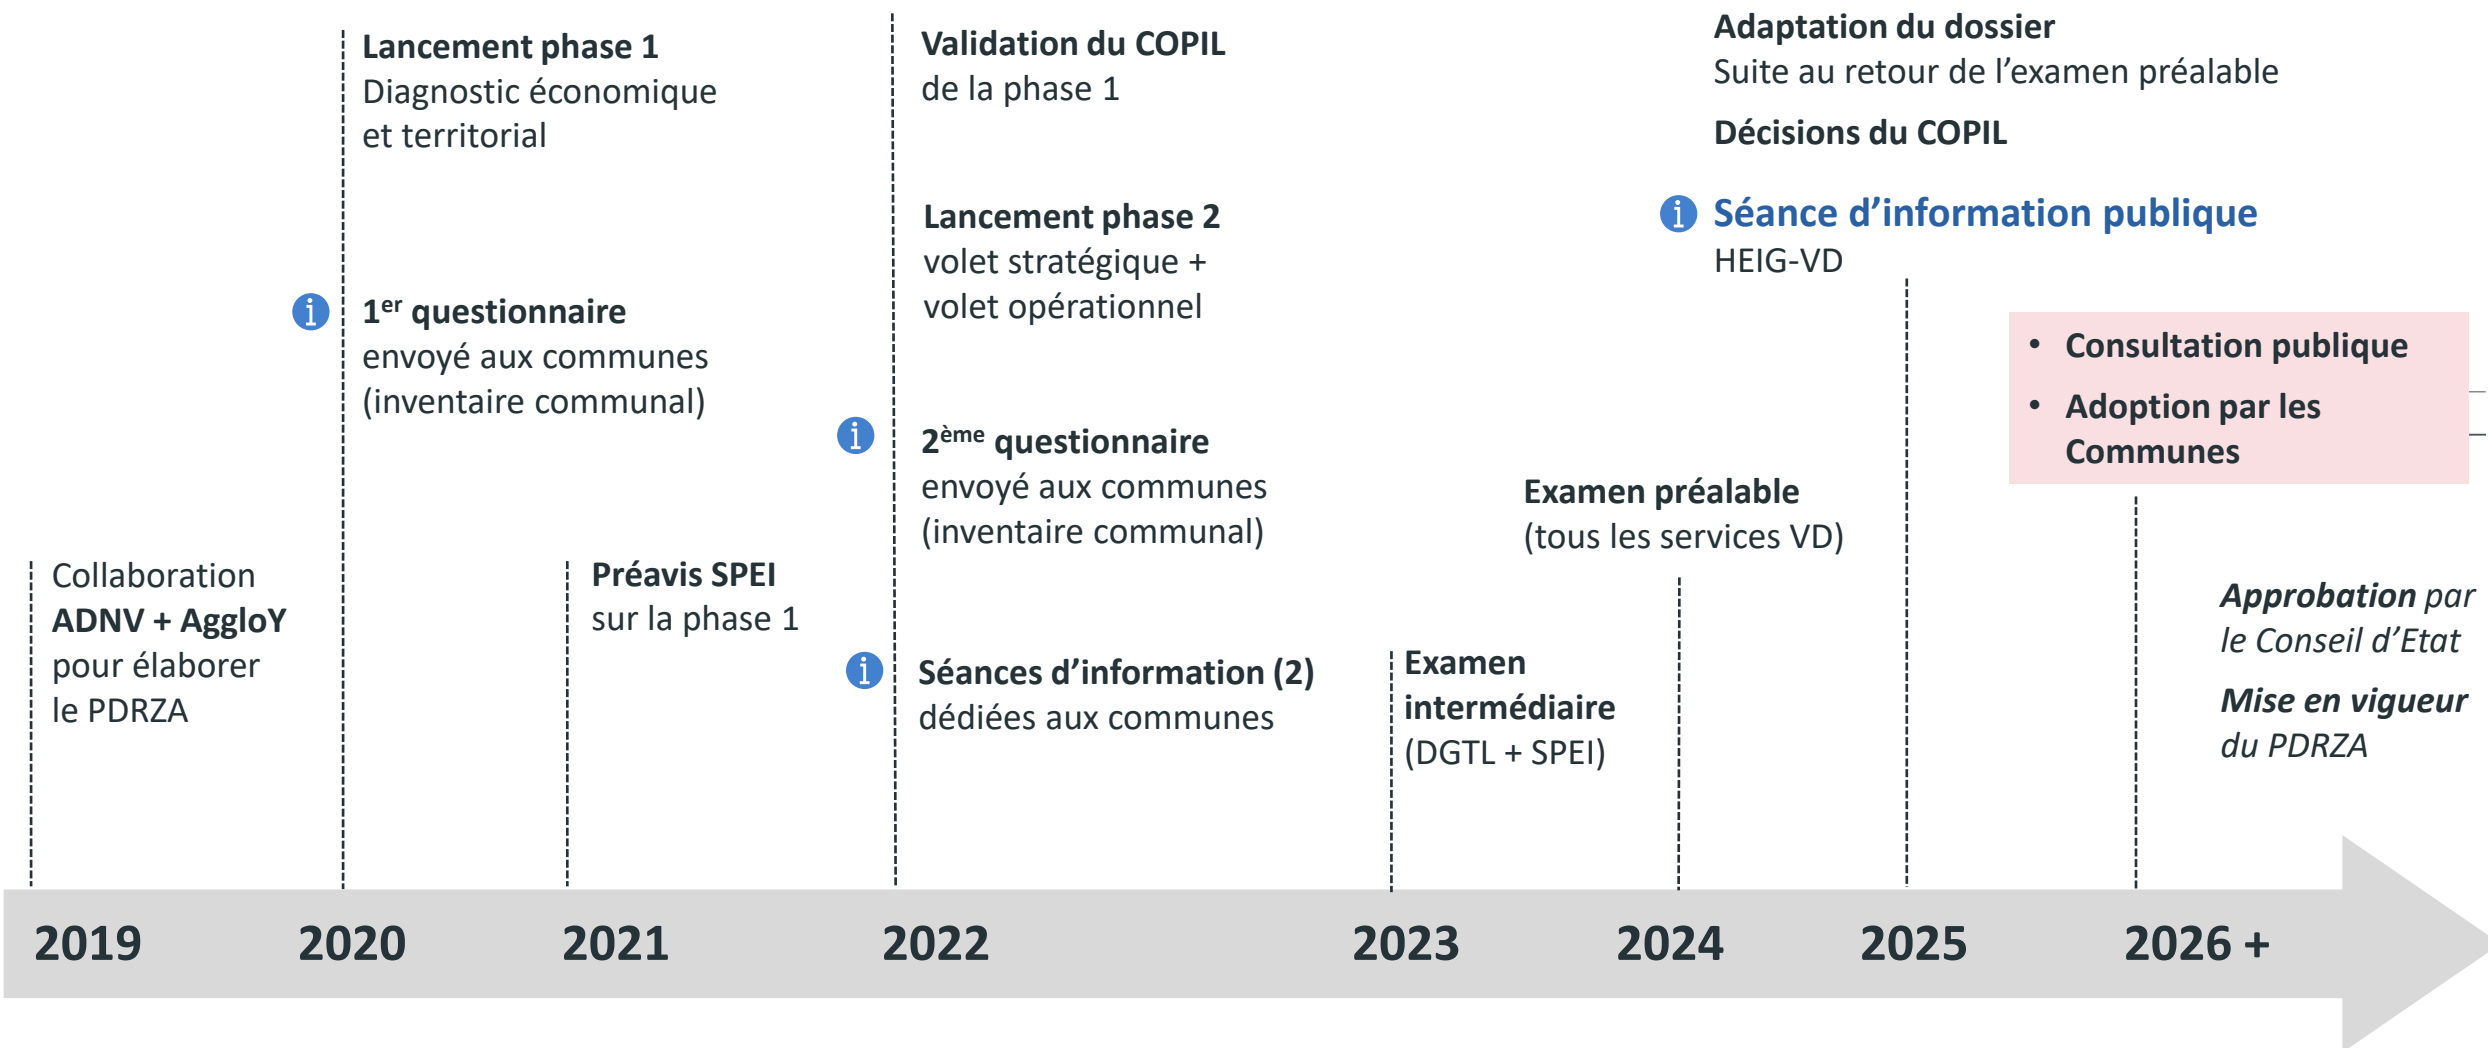 Lancement phase 1
Diagnostic économique
et territorial
1er questionnaire
envoyé aux communes
(inventaire communal)
Collaboration
ADNV + AggloY
pour élaborer
le PDRZA
Préavis SPEI
sur la phase 1
Validation du COPIL
de la phase 1
Lancement phase 2
volet stratégique +
volet opérationnel
2ème questionnaire
envoyé aux communes
(inventaire communal)
Séances d’information (2)
dédiées aux communes
Examen
intermédiaire
(DGTL + SPEI)
Examen préalable
(tous les services VD)
Adaptation du dossier
Suite au retour de l’examen préalable
Décisions du COPIL
i Séance d’information publique
HEIG-VD
• Consultation publique
• Adoption par les
Communes
Approbation par
le Conseil d’Etat
Mise en vigueur
du PDRZA
2019 2020 2021 2022 2023 2024 2025 2026 +